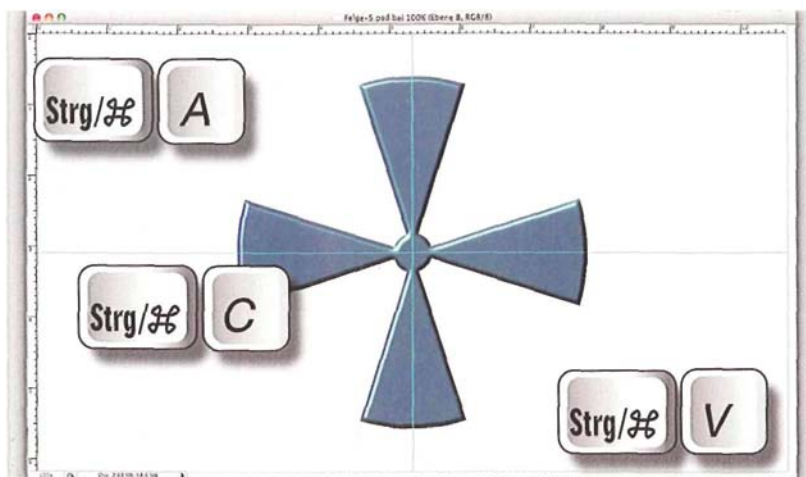 Felge-5.psd bei 100% (Ebene 8, RGB/8)
Strg/⌘ A
Strg/⌘ C
Strg/⌘ V